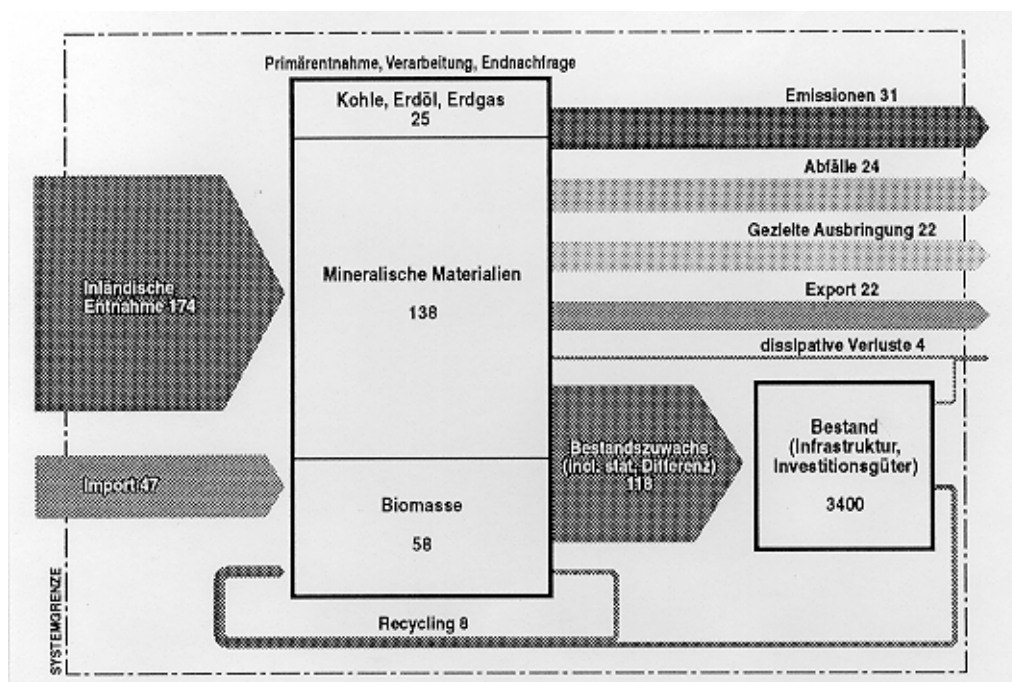 Primärentnahme, Verarbeitung, Endnachfrage
Kohle, Erdöl, Erdgas
25
Emissionen 31
Abfälle 24
Gezielte Ausbringung 22
Inländische
Entnahme 174
Mineralische Materialien
138
Export 22
dissipative Verluste 4
Bestandszuwachs
(incl. stat. Differenz)
118
Bestand
(Infrastruktur,
Investitionsgüter)
3400
Import 47
Biomasse
58
Recycling 8
SYSTEMGRENZE